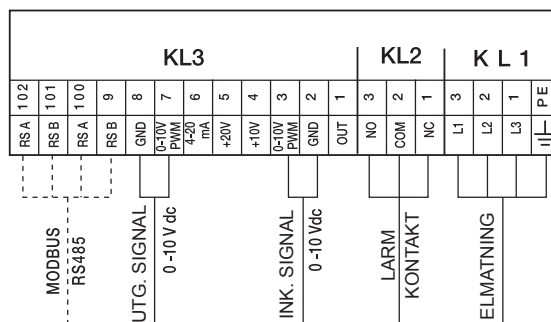 KL3 KL2 K L 1
102 101 100 9 8 7 6 5 4 3 2 1 3 2 1 3 2 1 PE
RS A
RS B
RS A
RS B
GND
0-10V PWM
4-20 mA
+20V
+10V
0-10V PWM
GND
OUT
NO
COM
NC
L1
L2
L3
MODBUS
RS485
UTG. SIGNAL
0 -10 V dc
INK. SIGNAL
0 -10 V dc
LARM
KONTAKT
ELMATNING